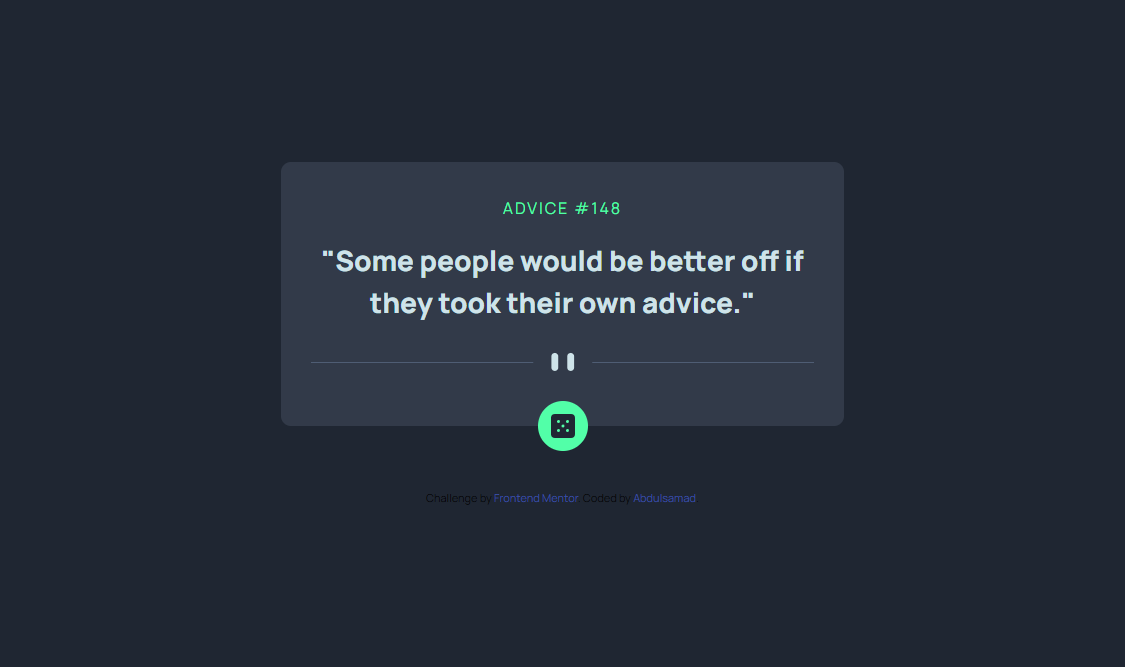 ADVICE #148
"Some people would be better off if
they took their own advice."
Challenge by Frontend Mentor. Coded by Abdulsamad.